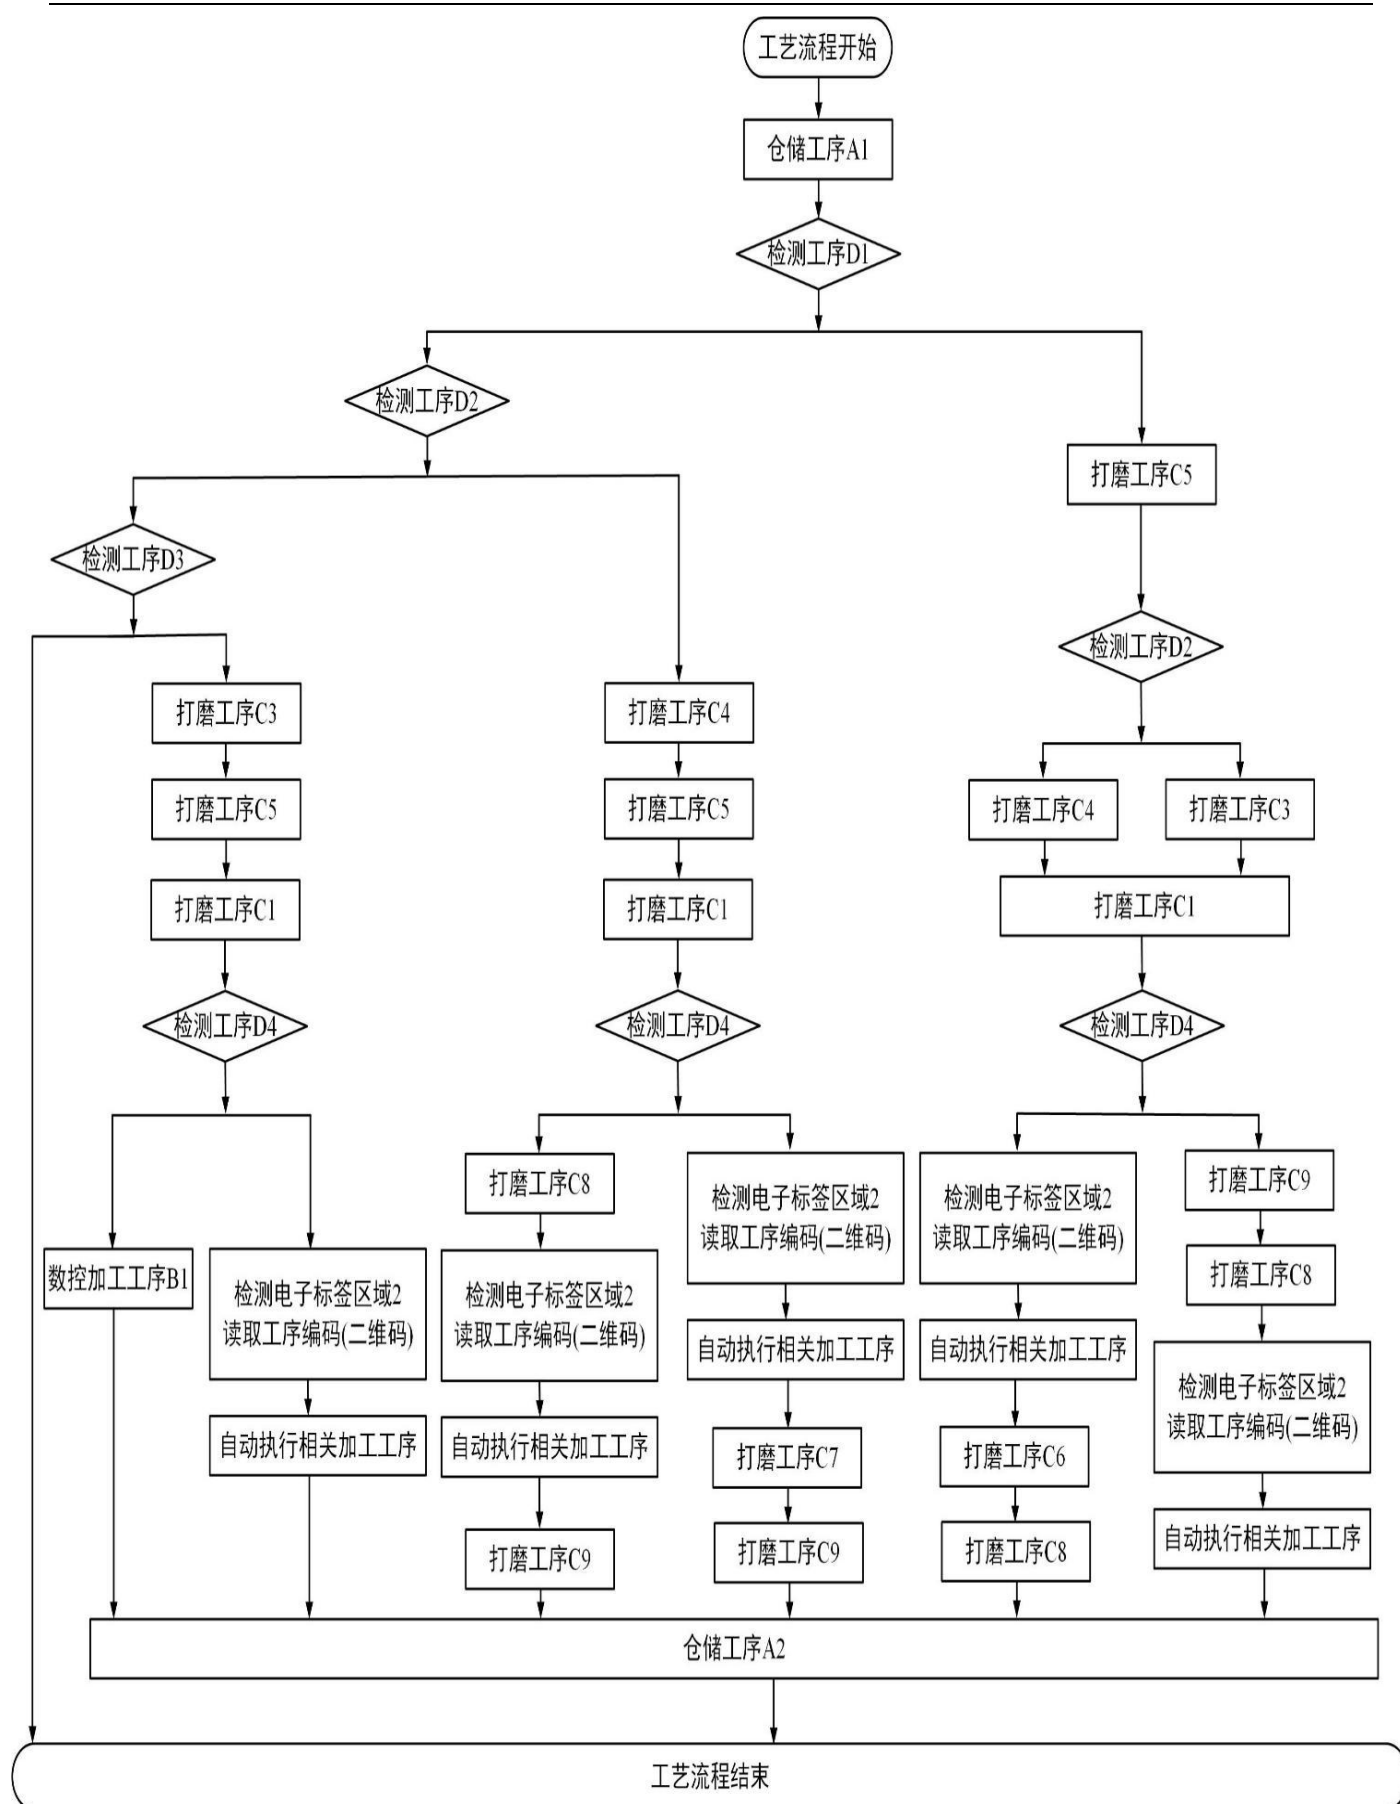 工艺流程开始
仓储工序A1
检测工序D1
检测工序D2
打磨工序C5
检测工序D3
检测工序D2
打磨工序C3
打磨工序C4
打磨工序C5
打磨工序C5
打磨工序C4
打磨工序C3
打磨工序C1
打磨工序C1
打磨工序C1
检测工序D4
检测工序D4
检测工序D4
打磨工序C8
检测电子标签区域2
读取工序编码(二维码)
检测电子标签区域2
读取工序编码(二维码)
打磨工序C9
数控加工工序B1
检测电子标签区域2
读取工序编码(二维码)
检测电子标签区域2
读取工序编码(二维码)
打磨工序C8
自动执行相关加工工序
自动执行相关加工工序
检测电子标签区域2
读取工序编码(二维码)
自动执行相关加工工序
自动执行相关加工工序
打磨工序C7
打磨工序C6
自动执行相关加工工序
打磨工序C9
打磨工序C9
打磨工序C8
仓储工序A2
工艺流程结束